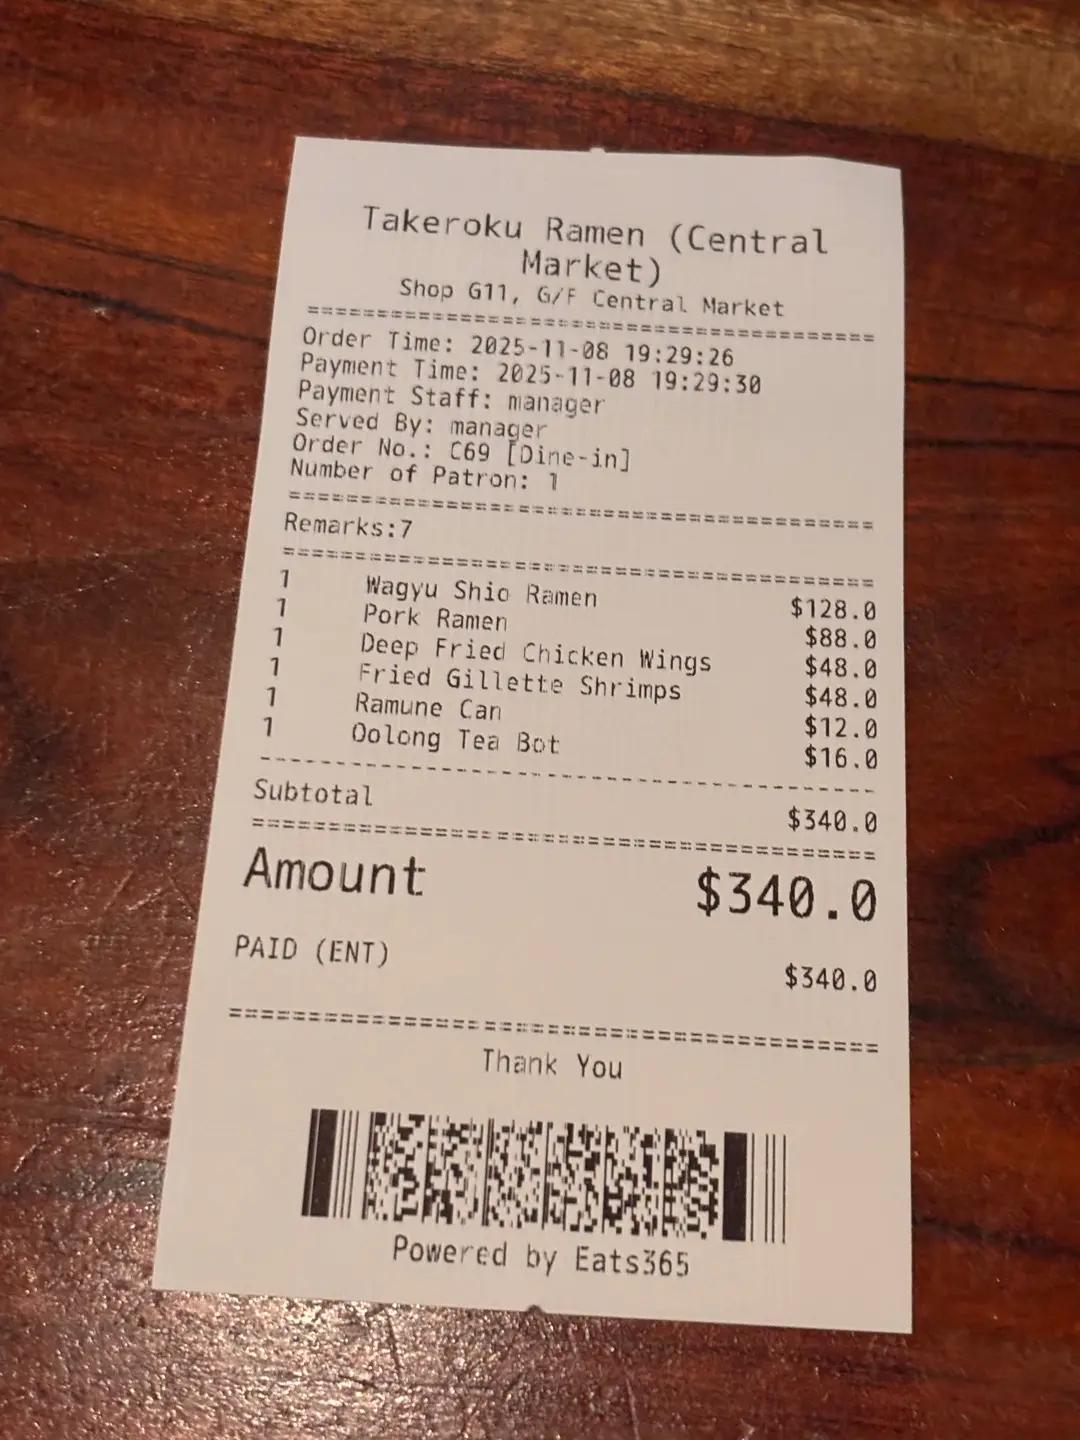 Takeroku Ramen (Central
Market)
Shop G11, G/F Central Market
========================================
Order Time: 2025-11-08 19:29:26
Payment Time: 2025-11-08 19:29:30
Payment Staff: manager
Served By: manager
Order No.: C69 [Dine-in]
Number of Patron: 1
========================================
Remarks:7
========================================
1 Wagyu Shio Ramen $128.0
1 Pork Ramen $88.0
1 Deep Fried Chicken Wings $48.0
1 Fried Gillette Shrimps $48.0
1 Ramune Can $12.0
1 Oolong Tea Bot $16.0
----------------------------------------
Subtotal $340.0
========================================
Amount $340.0
PAID (ENT) $340.0
========================================
Thank You
Powered by Eats365